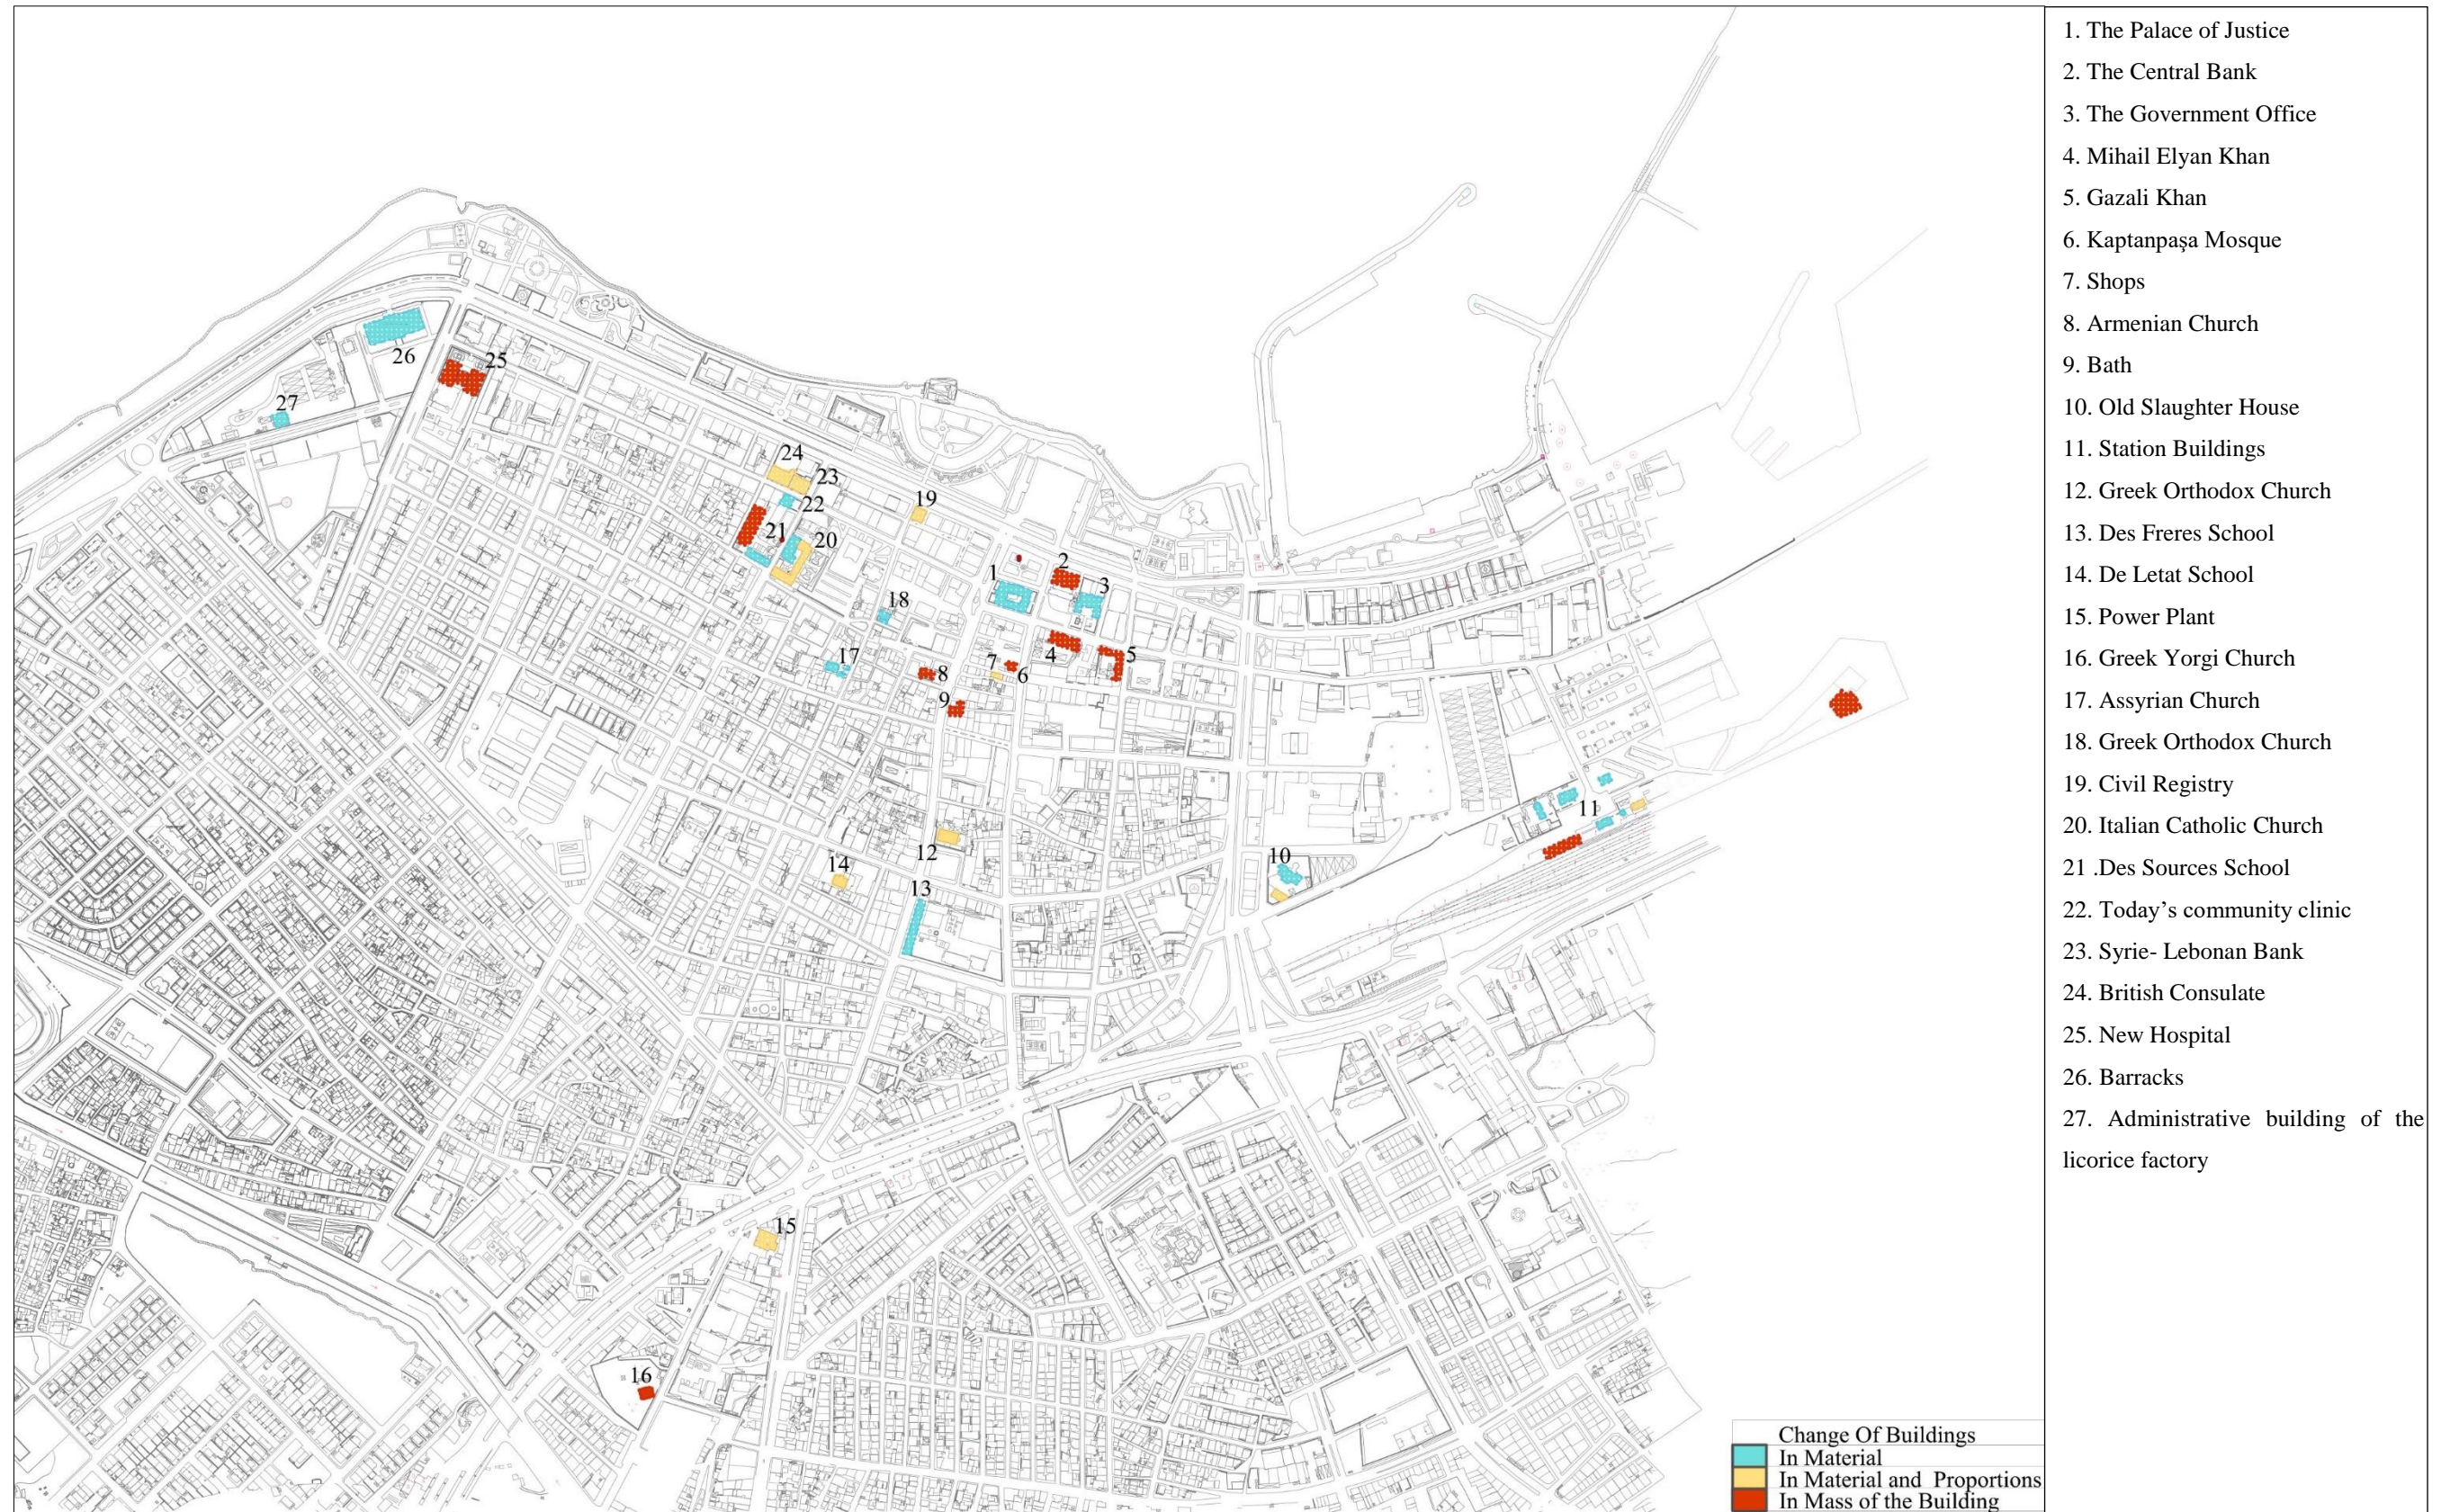 26
25
27
24
23
19
22
21
20
2
1
3
18
4
5
17
7
8
6
9
11
12
10
14
13
15
16
Change Of Buildings
In Material
In Material and Proportions
In Mass of the Building
1. The Palace of Justice
2. The Central Bank
3. The Government Office
4. Mihail Elyan Khan
5. Gazali Khan
6. Kaptanpaşa Mosque
7. Shops
8. Armenian Church
9. Bath
10. Old Slaughter House
11. Station Buildings
12. Greek Orthodox Church
13. Des Freres School
14. De Letat School
15. Power Plant
16. Greek Yorgi Church
17. Assyrian Church
18. Greek Orthodox Church
19. Civil Registry
20. Italian Catholic Church
21 .Des Sources School
22. Today’s community clinic
23. Syrie- Lebonan Bank
24. British Consulate
25. New Hospital
26. Barracks
27. Administrative building of the
licorice factory